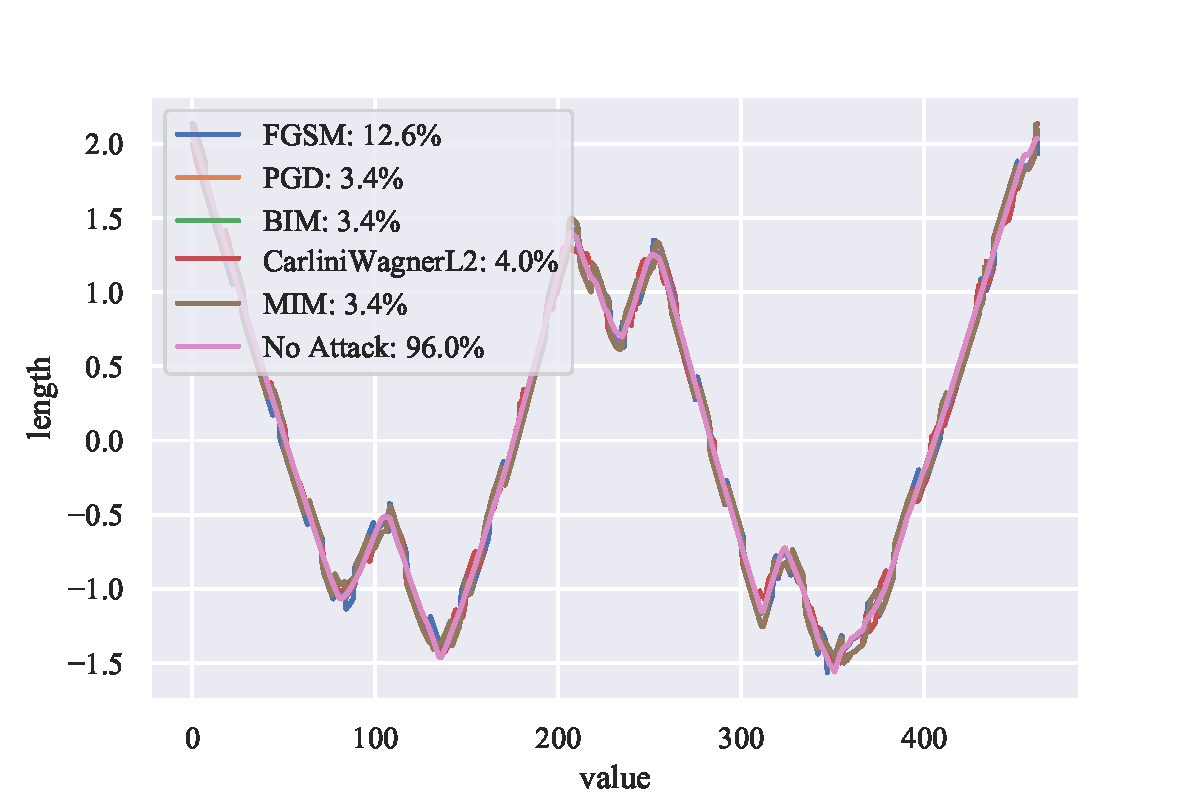 FGSM: 12.6%
PGD: 3.4%
BIM: 3.4%
CarliniWagnerL2: 4.0%
MIM: 3.4%
No Attack: 96.0%
2.0
1.5
1.0
0.5
0.0
−0.5
−1.0
−1.5
length
0 100 200 300 400
value